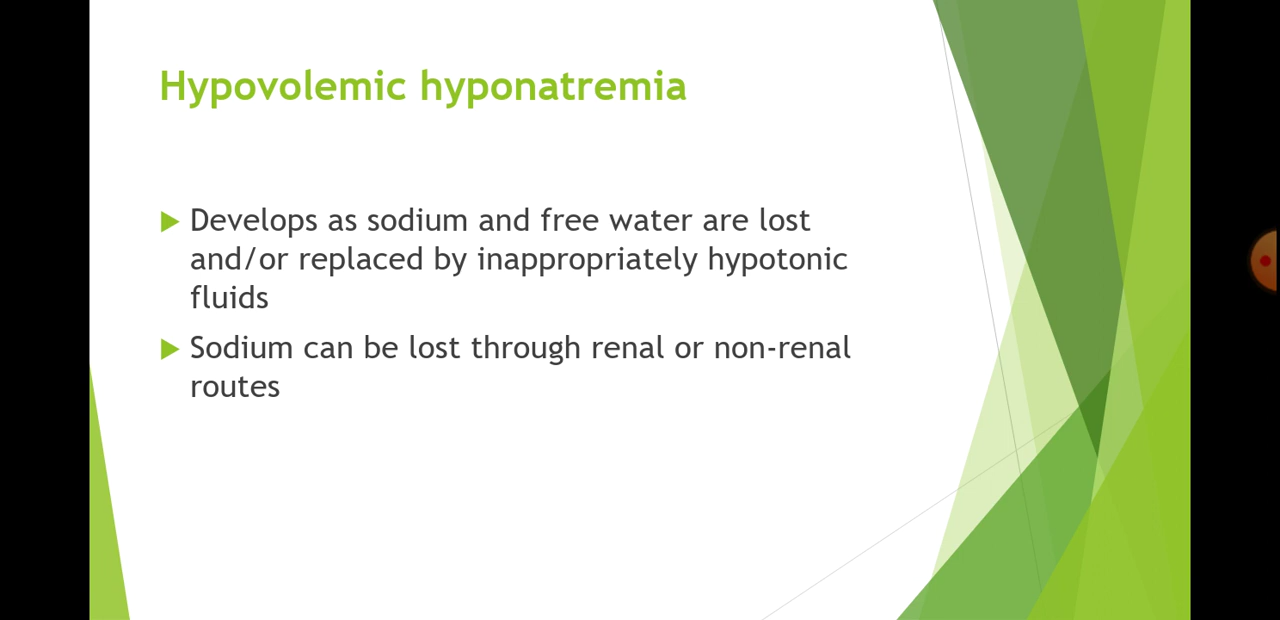 Hypovolemic hyponatremia
Develops as sodium and free water are lost
and/or replaced by inappropriately hypotonic
fluids
Sodium can be lost through renal or non-renal
routes